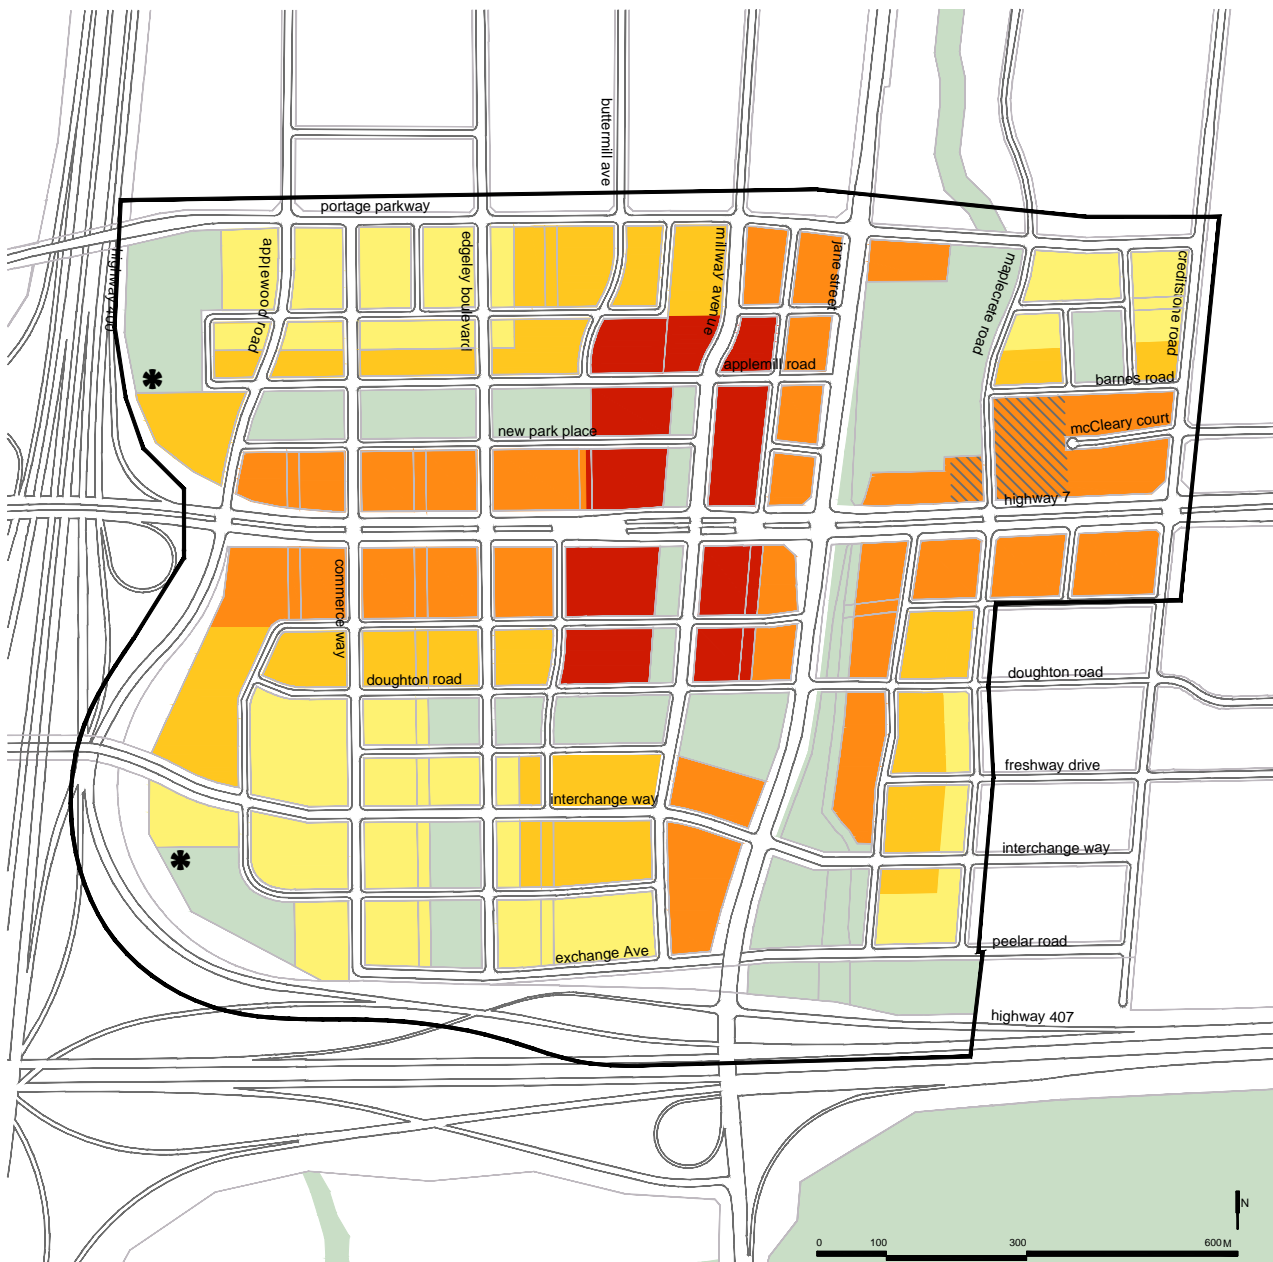 buttermill ave
portage parkway
highway 400
applewood road
edgeley boulevard
millway avenue
jane street
maplecrete road
creditstone road
applemill road
barnes road
mcCleary court
new park place
highway 7
commerce way
doughton road
doughton road
freshway drive
interchange way
interchange way
exchange Ave
peelar road
highway 407
N
0 100 300 600 M